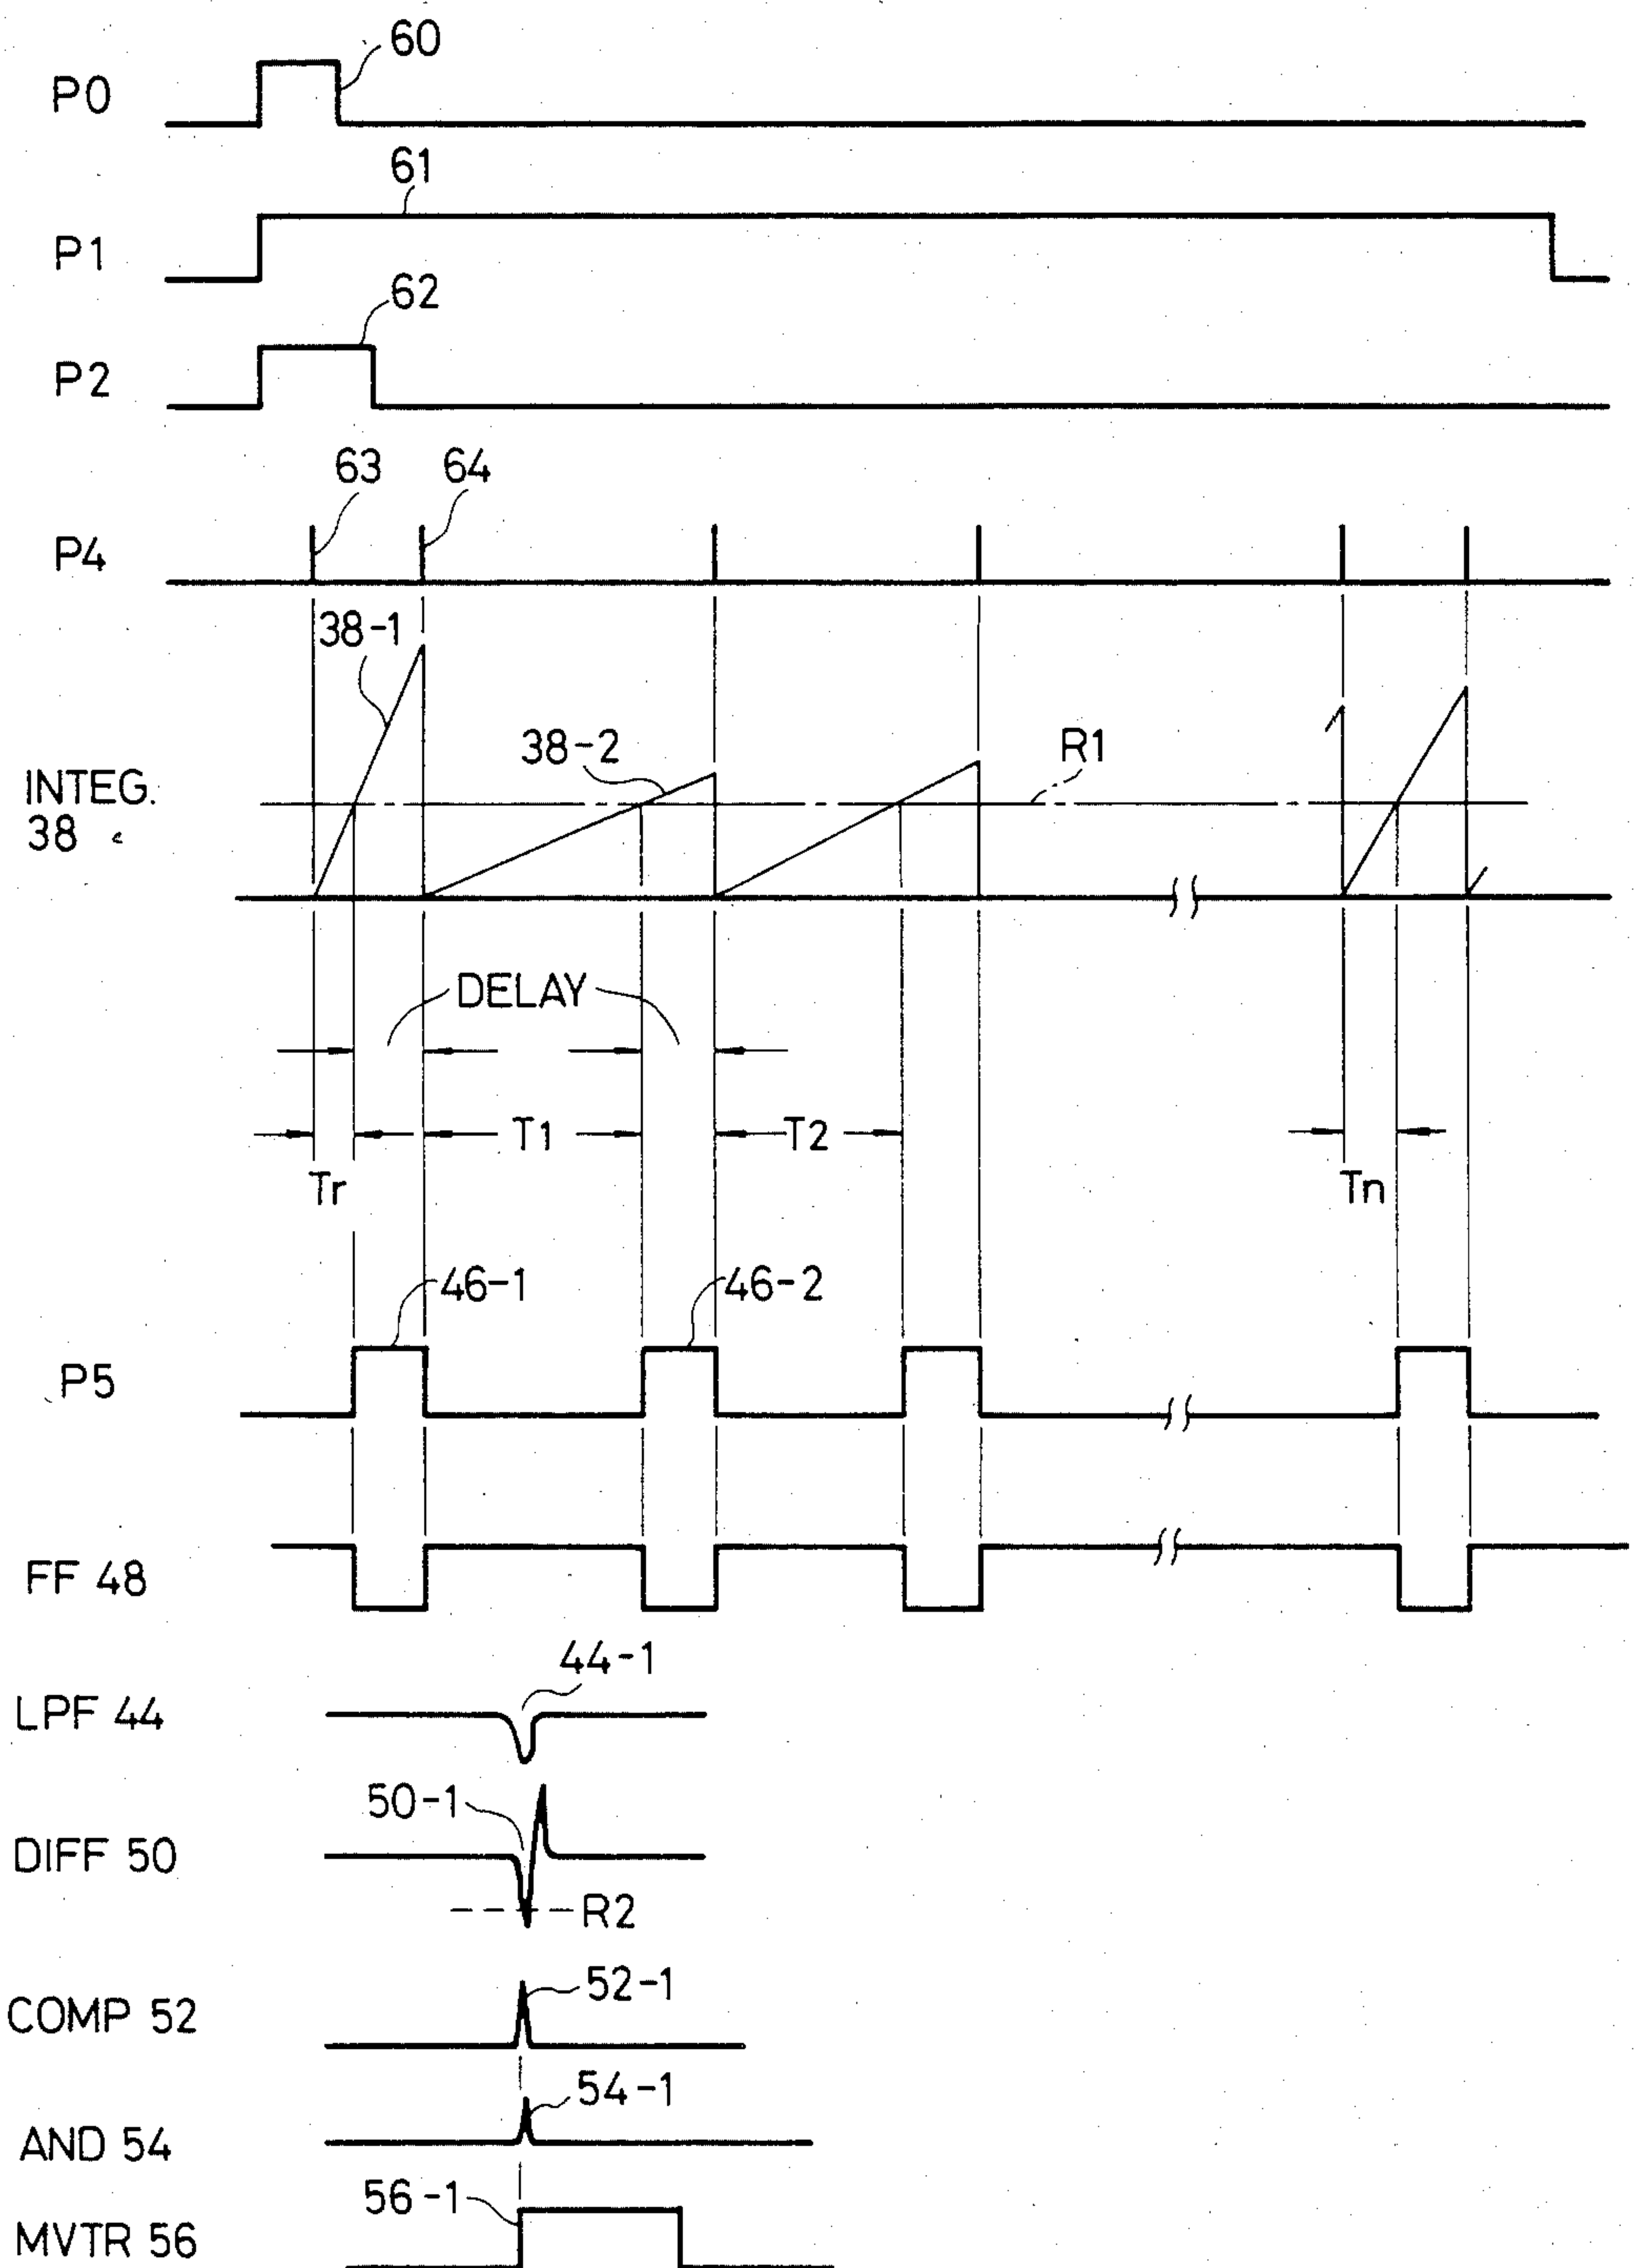 60
P0
61
P1
62
P2
63
64
P4
38-1
38-2
R1
INTEG.
38
DELAY
T1
T2
Tr
Tn
46-1
46-2
P5
FF 48
44-1
LPF 44
50-1
DIFF 50
R2
52-1
COMP 52
54-1
AND 54
56-1
MVTR 56